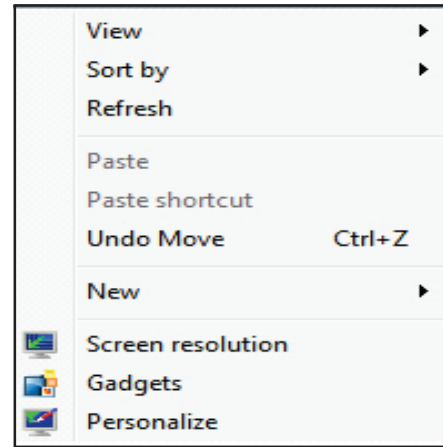 View
Sort by
Refresh
Paste
Paste shortcut
Undo Move Ctrl+Z
New
Screen resolution
Gadgets
Personalize